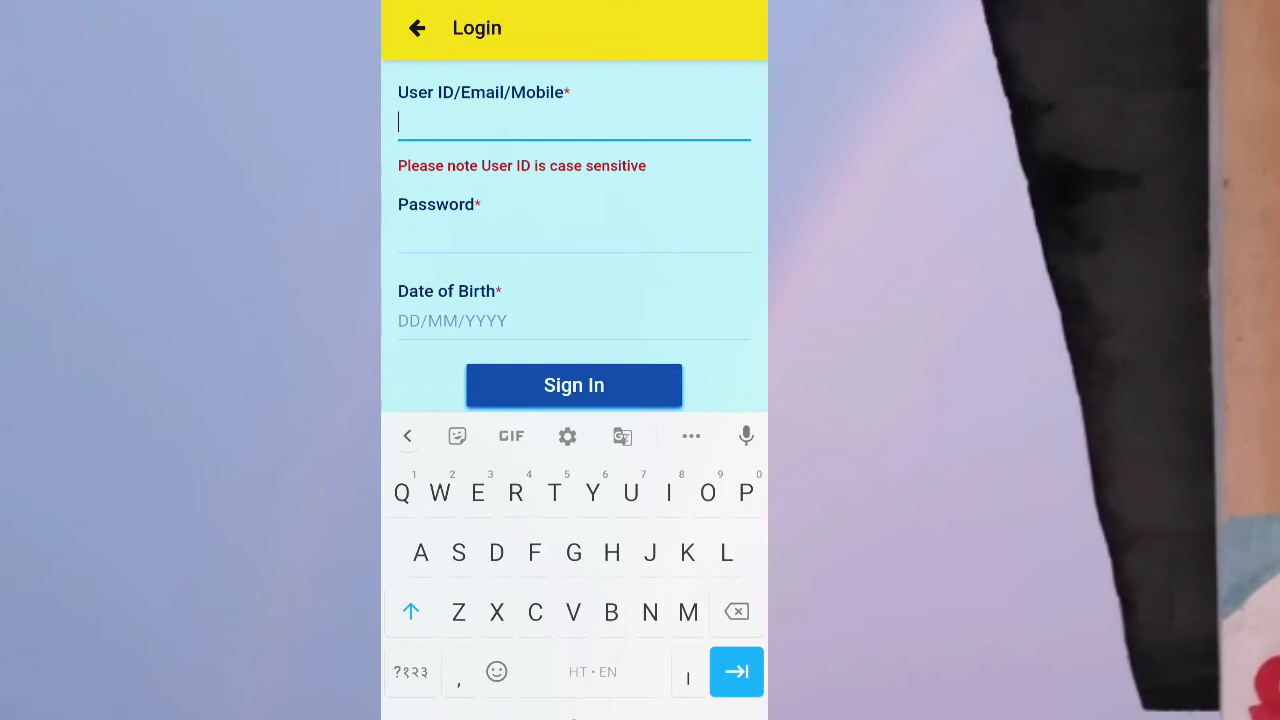 Login
User ID/Email/Mobile*
Please note User ID is case sensitive
Password*
Date of Birth*
DD/MM/YYYY
Sign In
GIF
1 2 3 4 5 6 7 8 9 0
Q W E R T Y U I O P
A S D F G H J K L
Z X C V B N M
?१२३ , HT • EN ।